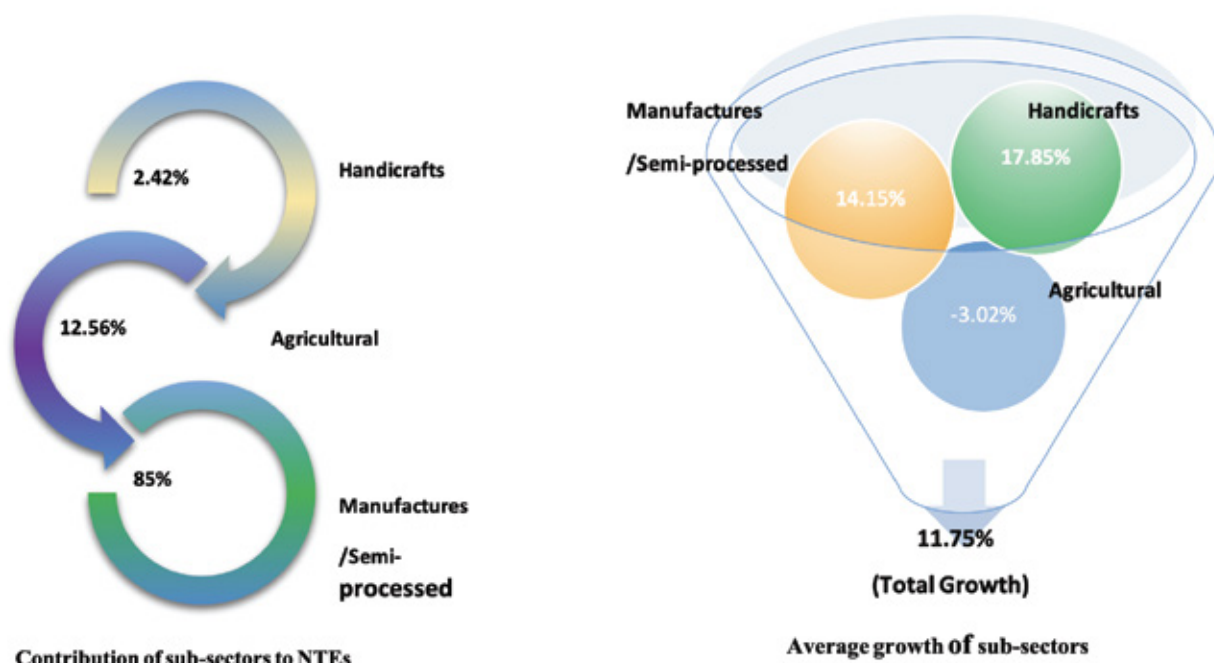 2.42%
Handicrafts
12.56%
Agricultural
85%
Manufactures
/Semi-
processed
Contribution of sub-sectors to NTEs
Manufactures
/Semi-processed
Handicrafts
17.85%
14.15%
Agricultural
-3.02%
11.75%
(Total Growth)
Average growth of sub-sectors